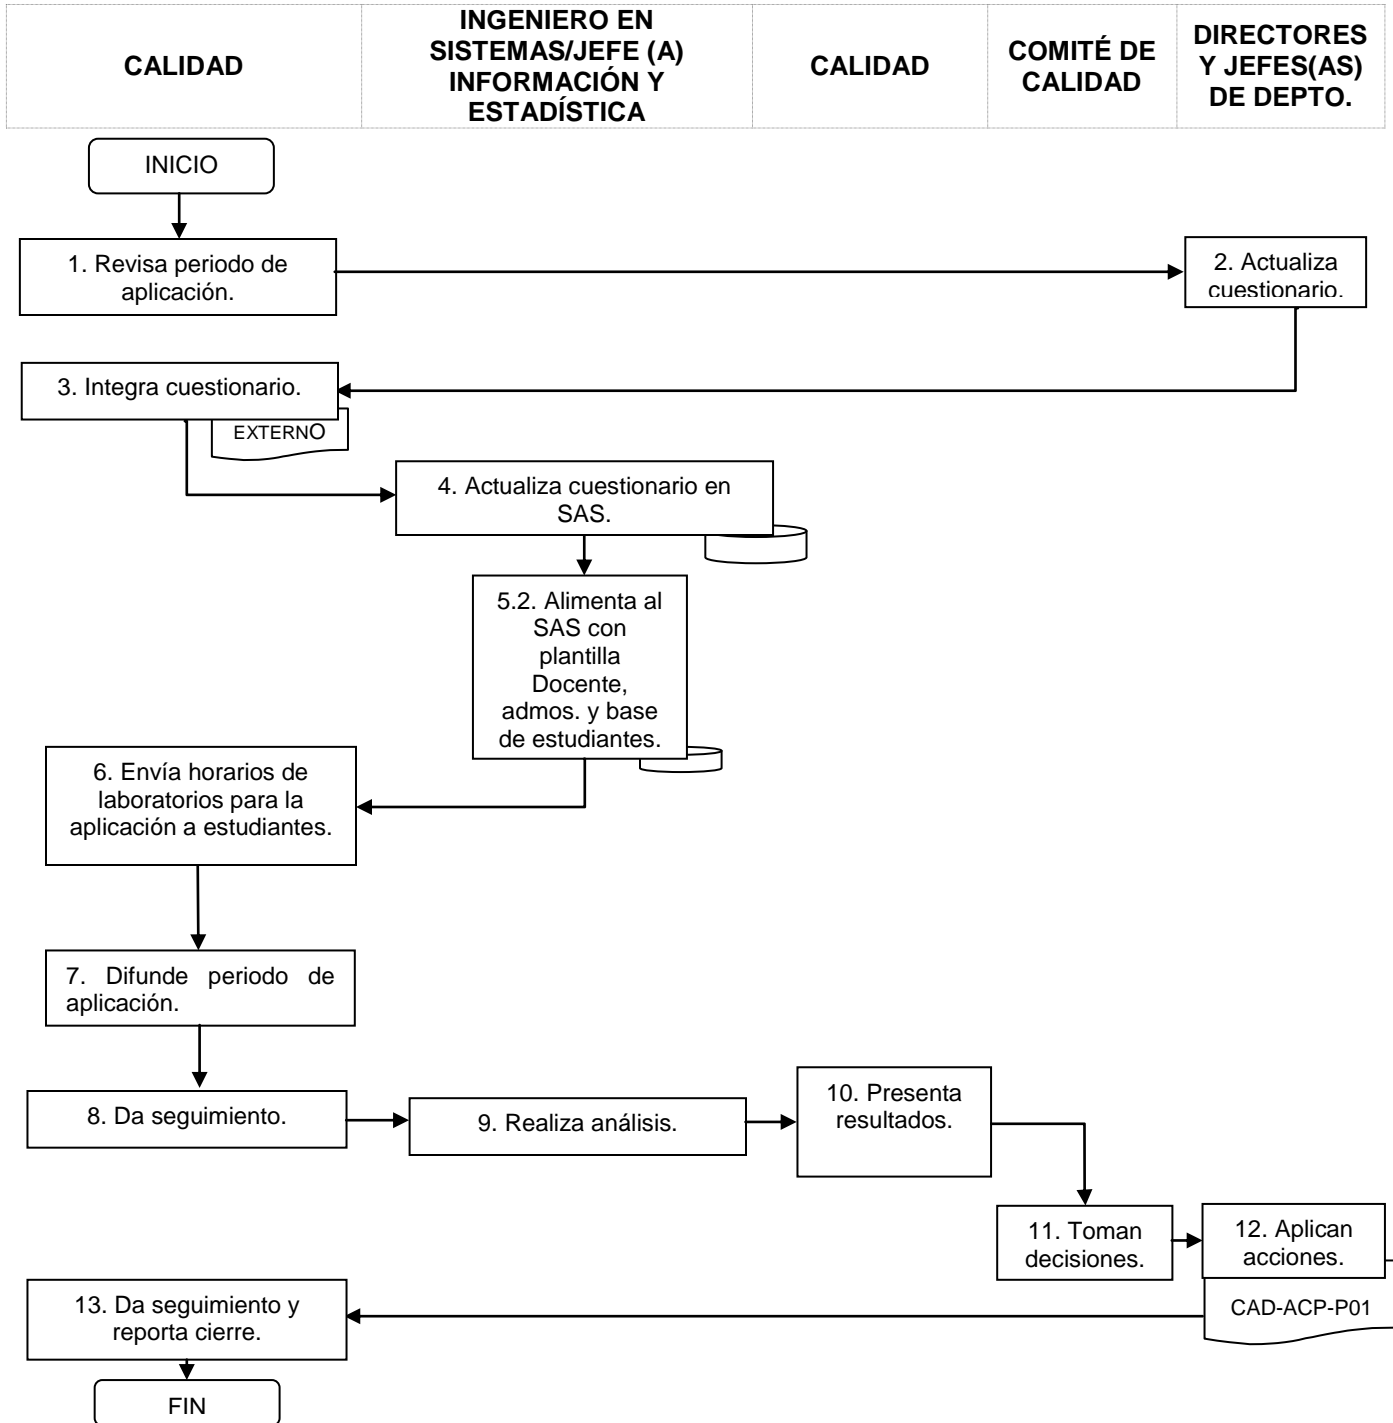 CALIDAD
INGENIERO EN
SISTEMAS/JEFE (A)
INFORMACIÓN Y
ESTADÍSTICA
CALIDAD
COMITÉ DE
CALIDAD
DIRECTORES
Y JEFES(AS)
DE DEPTO.
INICIO
1. Revisa periodo de
aplicación.
2. Actualiza
cuestionario.
3. Integra cuestionario.
EXTERNO
4. Actualiza cuestionario en
SAS.
5.2. Alimenta al
SAS con
plantilla
Docente,
admos. y base
de estudiantes.
6. Envía horarios de
laboratorios para la
aplicación a estudiantes.
7. Difunde periodo de
aplicación.
8. Da seguimiento.
9. Realiza análisis.
10. Presenta
resultados.
11. Toman
decisiones.
12. Aplican
acciones.
CAD-ACP-P01
13. Da seguimiento y
reporta cierre.
FIN